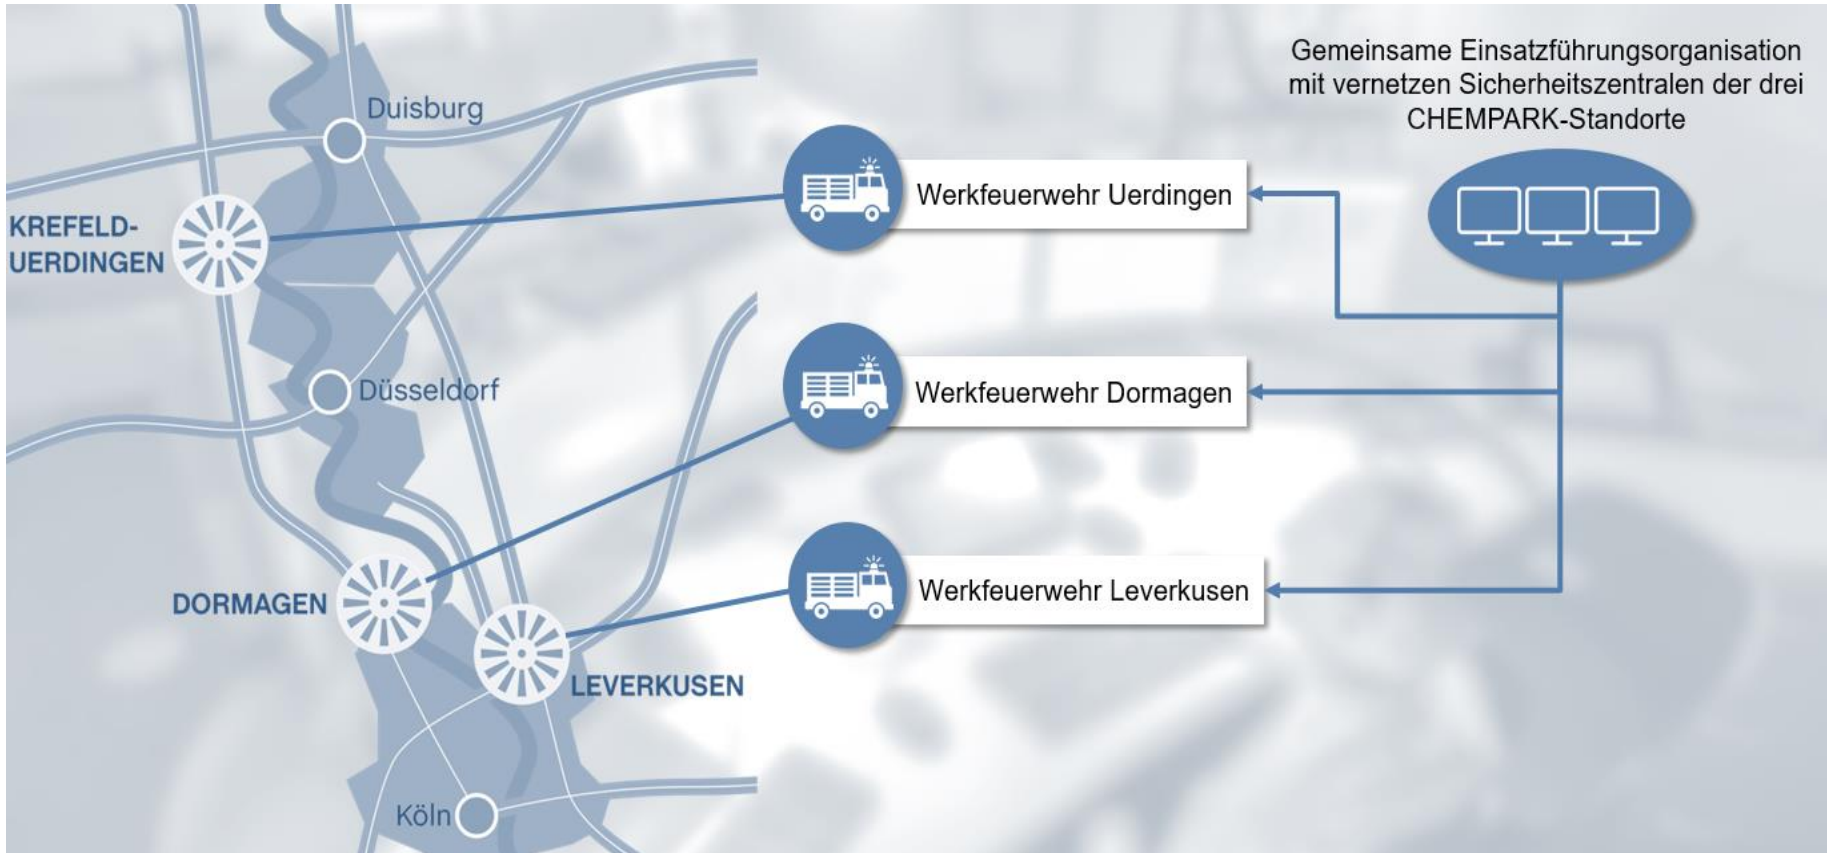 Gemeinsame Einsatzführungsorganisation
mit vernetzen Sicherheitszentralen der drei
CHEMPARK-Standorte
Duisburg
Werkfeuerwehr Uerdingen
KREFELD-
UERDINGEN
Düsseldorf
Werkfeuerwehr Dormagen
DORMAGEN
Werkfeuerwehr Leverkusen
LEVERKUSEN
Köln